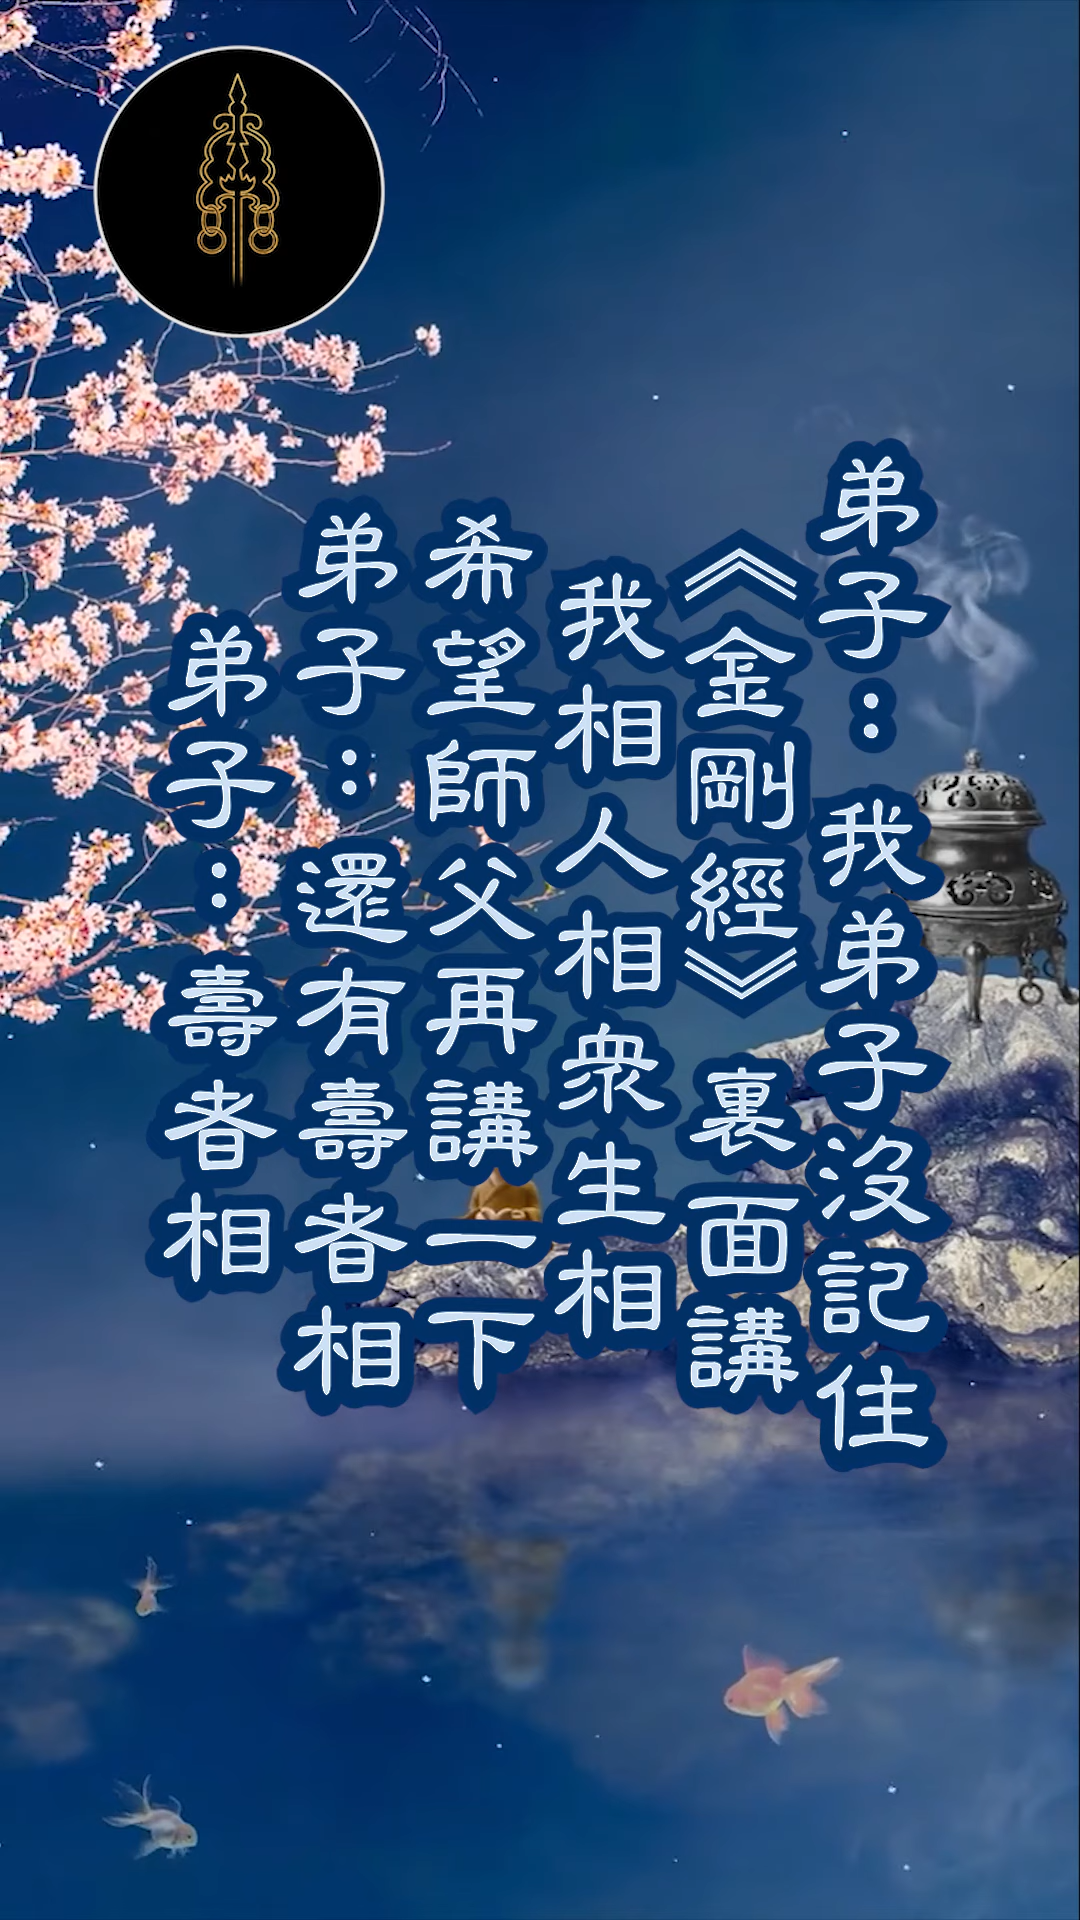 弟子：我弟子沒記住
《金剛經》裏面講
我相人相衆生相
希望師父再講一下
弟子：還有壽者相
弟子：壽者相